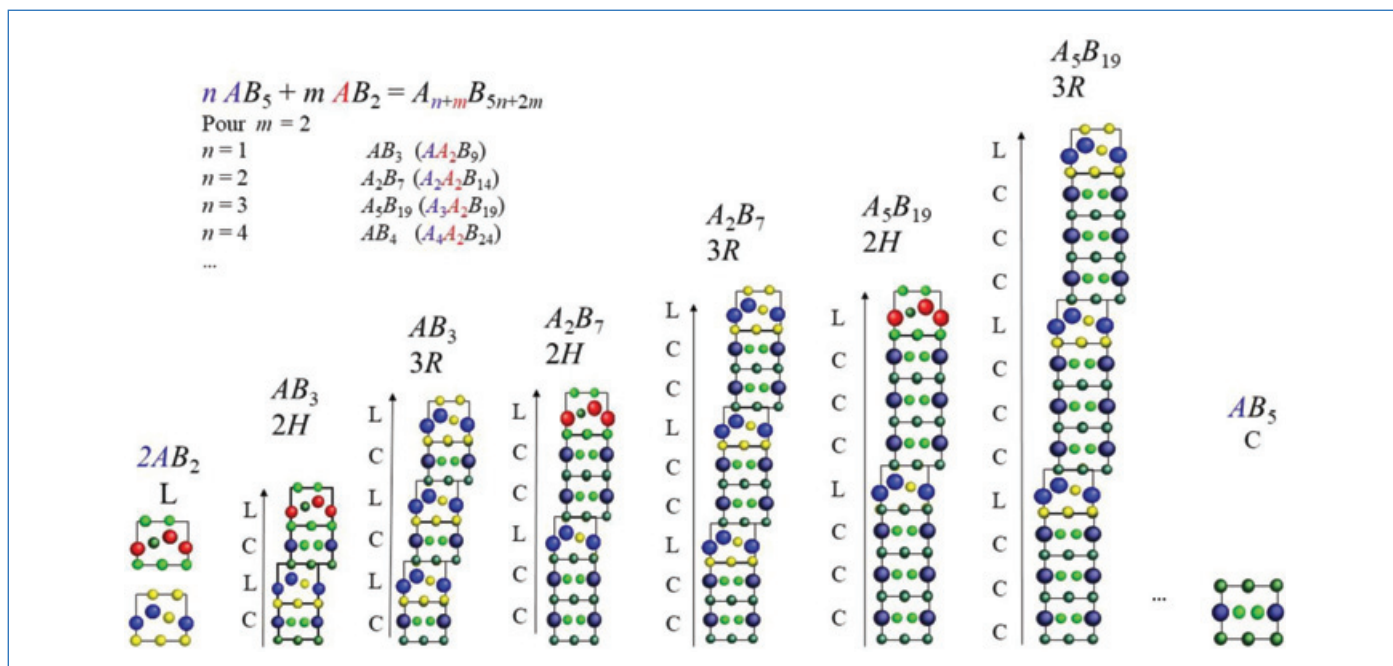 n AB₅ + m AB₂ = Aₙ₊ₘB₅ₙ₊₂ₘ
Pour m = 2
n = 1 AB₃ (AA₂B₉)
n = 2 A₂B₇ (A₂A₂B₁₄)
n = 3 A₅B₁₉ (A₃A₂B₁₉)
n = 4 AB₄ (A₄A₂B₂₄)
...
2AB₂
L
AB₃
2H
L
C
L
C
AB₃
3R
L
C
L
C
L
C
A₂B₇
2H
L
C
C
L
C
C
A₂B₇
3R
L
C
C
L
C
C
L
C
C
A₅B₁₉
2H
L
C
C
C
L
C
C
C
A₅B₁₉
3R
L
C
C
C
L
C
C
C
L
C
C
C
...
AB₅
C